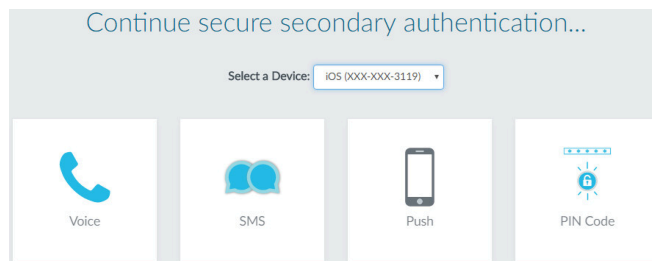 Continue secure secondary authentication...
Select a Device: iOS (XXX-XXX-3119)
Voice
SMS
Push
PIN Code